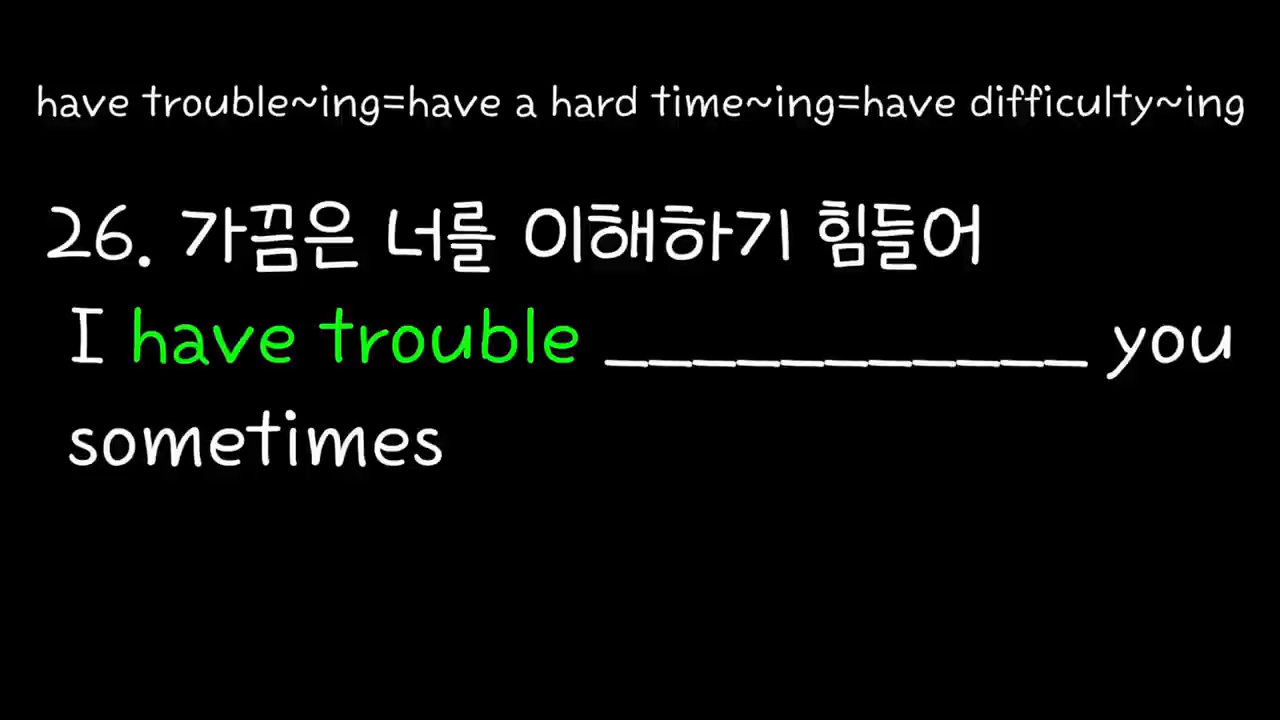 have trouble~ing=have a hard time~ing=have difficulty~ing
26. 가끔은 너를 이해하기 힘들어
I have trouble ___________ you
sometimes